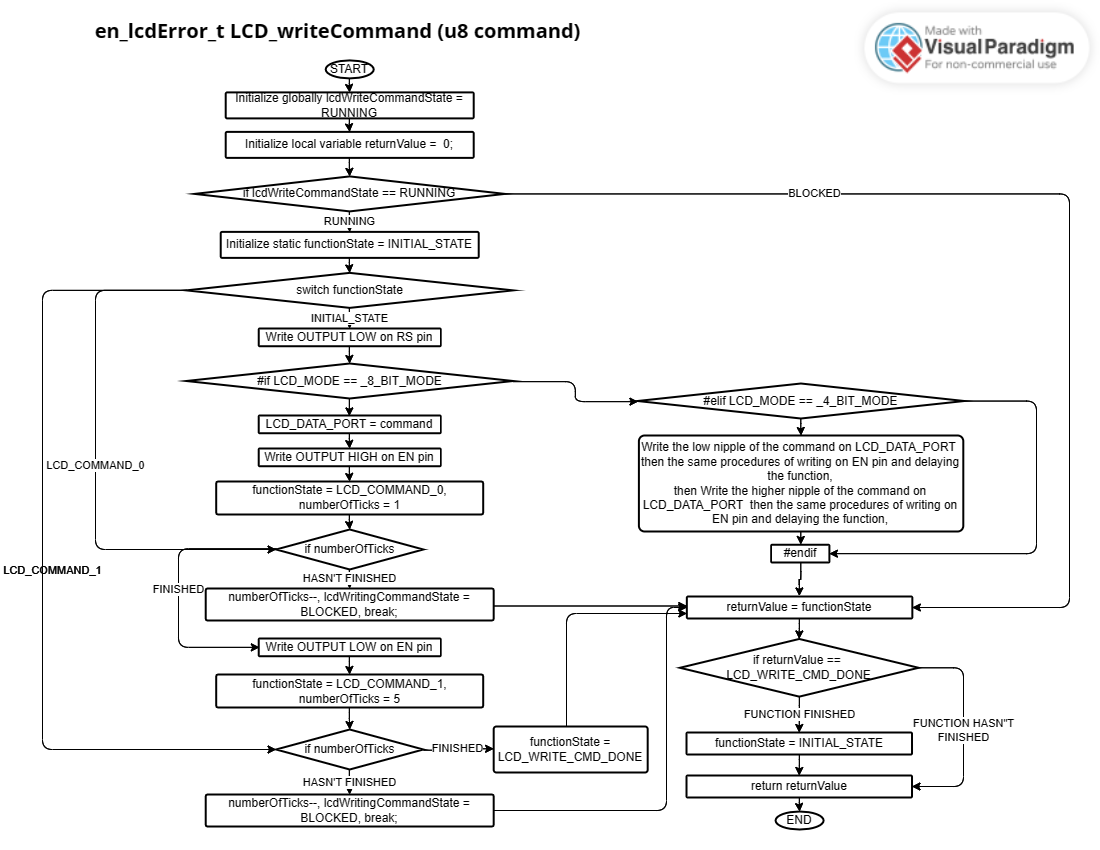 en_lcdError_t LCD_writeCommand (u8 command)
Made with
Visual Paradigm
For non-commercial use
START
Initialize globally lcdWriteCommandState =
RUNNING
Initialize local variable returnValue =  0;
if lcdWriteCommandState == RUNNING
BLOCKED
RUNNING
Initialize static functionState = INITIAL_STATE
switch functionState
INITIAL_STATE
Write OUTPUT LOW on RS pin
#if LCD_MODE == _8_BIT_MODE
#elif LCD_MODE == _4_BIT_MODE
LCD_DATA_PORT = command
Write OUTPUT HIGH on EN pin
Write the low nipple of the command on LCD_DATA_PORT
then the same procedures of writing on EN pin and delaying
the function,
then Write the higher nipple of the command on
LCD_DATA_PORT  then the same procedures of writing on
EN pin and delaying the function,
LCD_COMMAND_0
functionState = LCD_COMMAND_0,
numberOfTicks = 1
if numberOfTicks
#endif
LCD_COMMAND_1
HASN'T FINISHED
FINISHED
numberOfTicks--, lcdWritingCommandState =
BLOCKED, break;
returnValue = functionState
Write OUTPUT LOW on EN pin
if returnValue ==
LCD_WRITE_CMD_DONE
functionState = LCD_COMMAND_1,
numberOfTicks = 5
FUNCTION FINISHED
FUNCTION HASN"T
FINISHED
if numberOfTicks
FINISHED
functionState =
LCD_WRITE_CMD_DONE
functionState = INITIAL_STATE
HASN'T FINISHED
return returnValue
numberOfTicks--, lcdWritingCommandState =
BLOCKED, break;
END